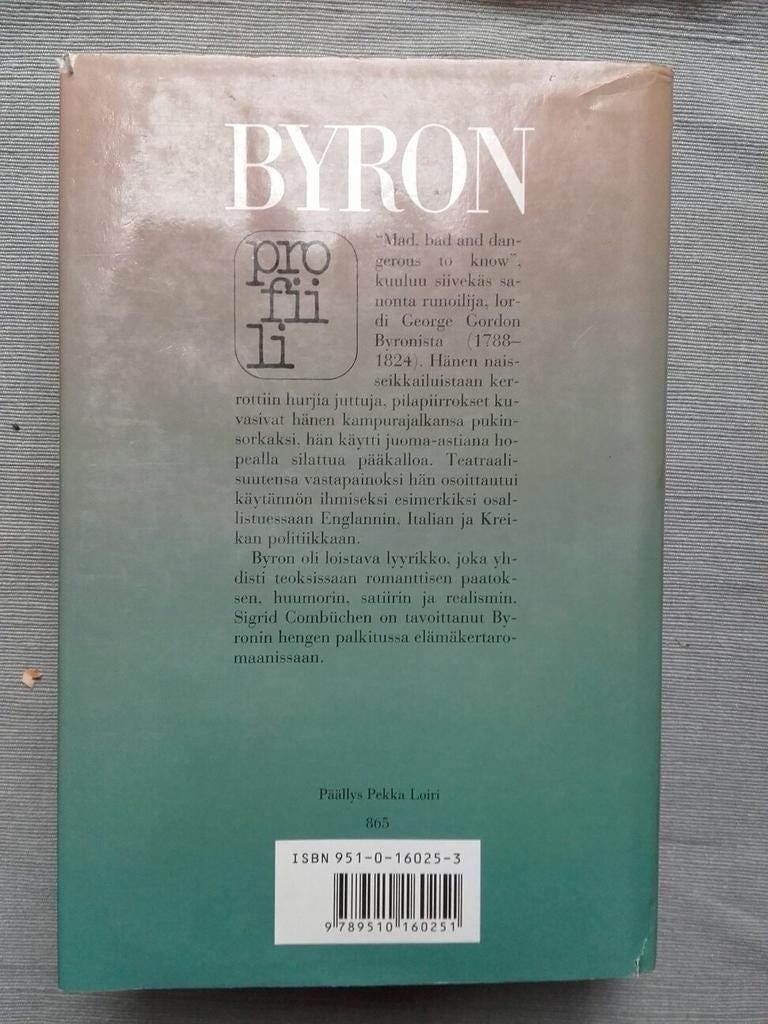 BYRON
pro
fii
li
"Mad, bad and dan-
gerous to know",
kuuluu siivekäs sa-
nonta runoilija, lor-
di George Gordon
Byronista (1788–
1824). Hänen nais-
seikkailuistaan ker-
rottiin hurjia juttuja, pilapiirrokset ku-
vasivat hänen kampurajalkansa pukin-
sorkaksi, hän käytti juoma-astiana ho-
pealla silattua pääkalloa. Teatraali-
suutensa vastapainoksi hän osoittautui
käytännön ihmiseksi esimerkiksi osal-
listuessaan Englannin, Italian ja Krei-
kan politiikkaan.
Byron oli loistava lyyrikko, joka yh-
disti teoksissaan romanttisen paatok-
sen, huumorin, satiirin ja realismin.
Sigrid Combüchen on tavoittanut By-
ronin hengen palkitussa elämäkertaro-
maanissaan.
Päällys Pekka Loiri
865
ISBN 951-0-16025-3
9 789510 160251